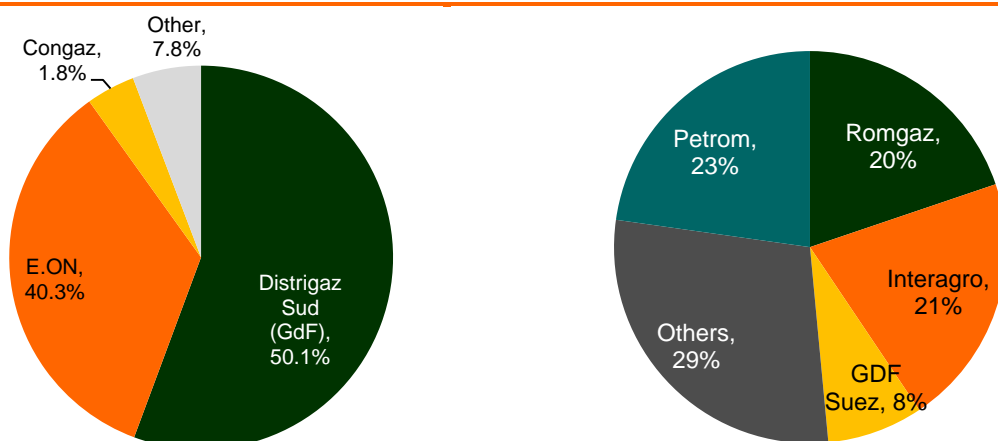 Other,
7.8%
Congaz,
1.8%
E.ON,
40.3%
Distrigaz
Sud
(GdF),
50.1%
Petrom,
23%
Romgaz,
20%
Interagro,
21%
Others,
29%
GDF
Suez, 8%